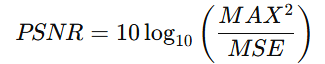 PSNR = 10 log₁₀ (MAX² / MSE)